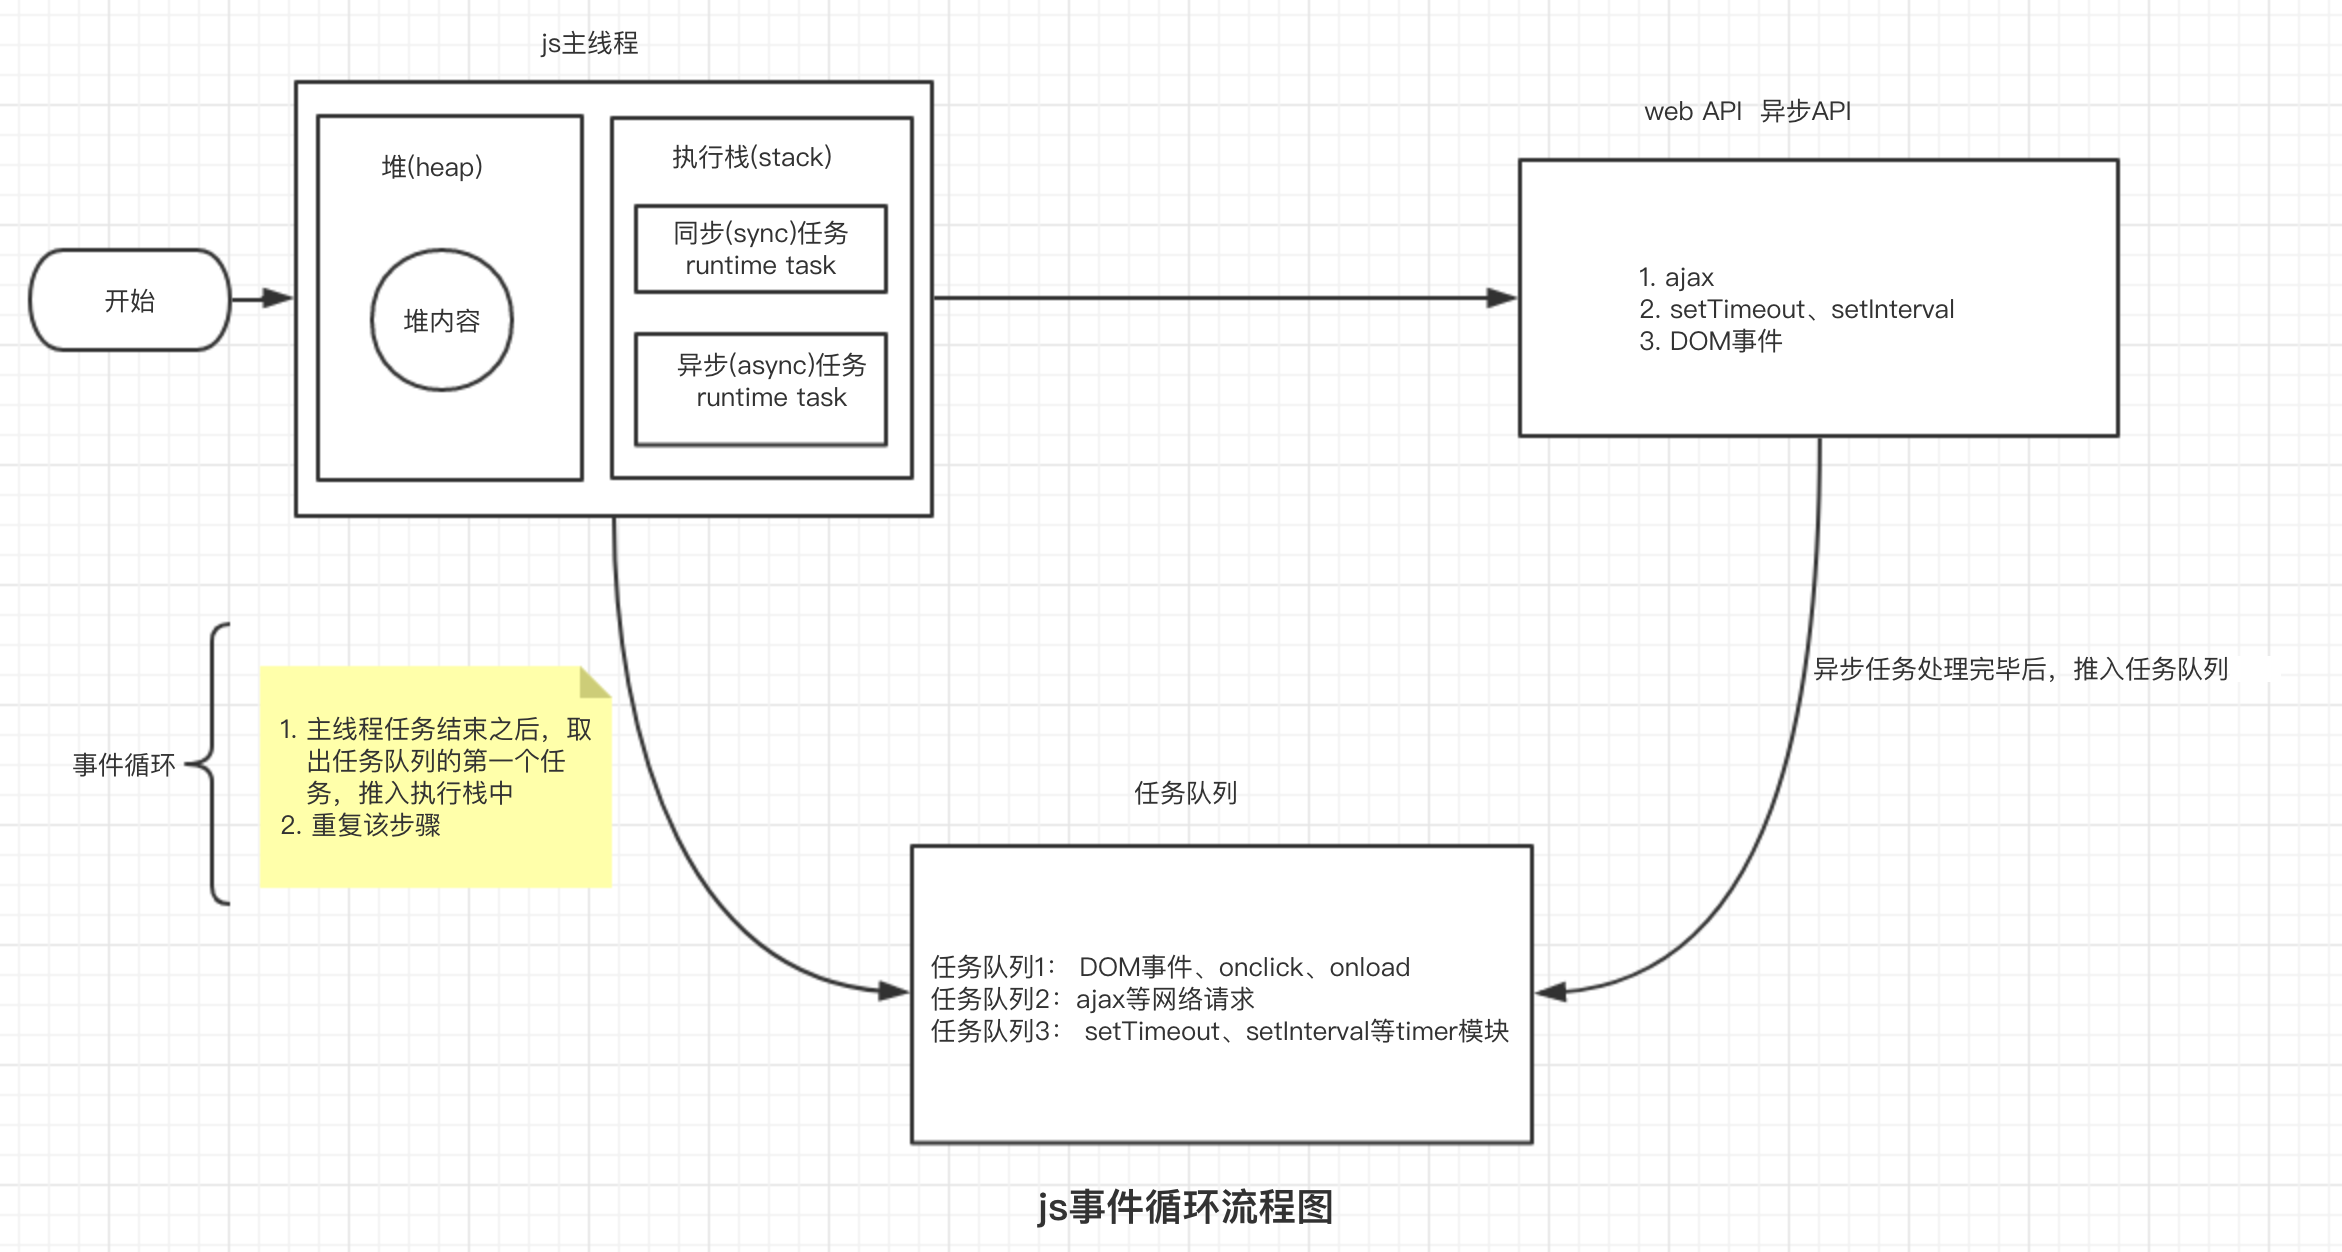 js主线程
web API  异步API
堆(heap)
执行栈(stack)
同步(sync)任务
runtime task
开始
堆内容
异步(async)任务
runtime task
1. ajax
2. setTimeout、setInterval
3. DOM事件
异步任务处理完毕后，推入任务队列
事件循环
1. 主线程任务结束之后，取
出任务队列的第一个任
务，推入执行栈中
2. 重复该步骤
任务队列
任务队列1： DOM事件、onclick、onload
任务队列2：ajax等网络请求
任务队列3： setTimeout、setInterval等timer模块
js事件循环流程图